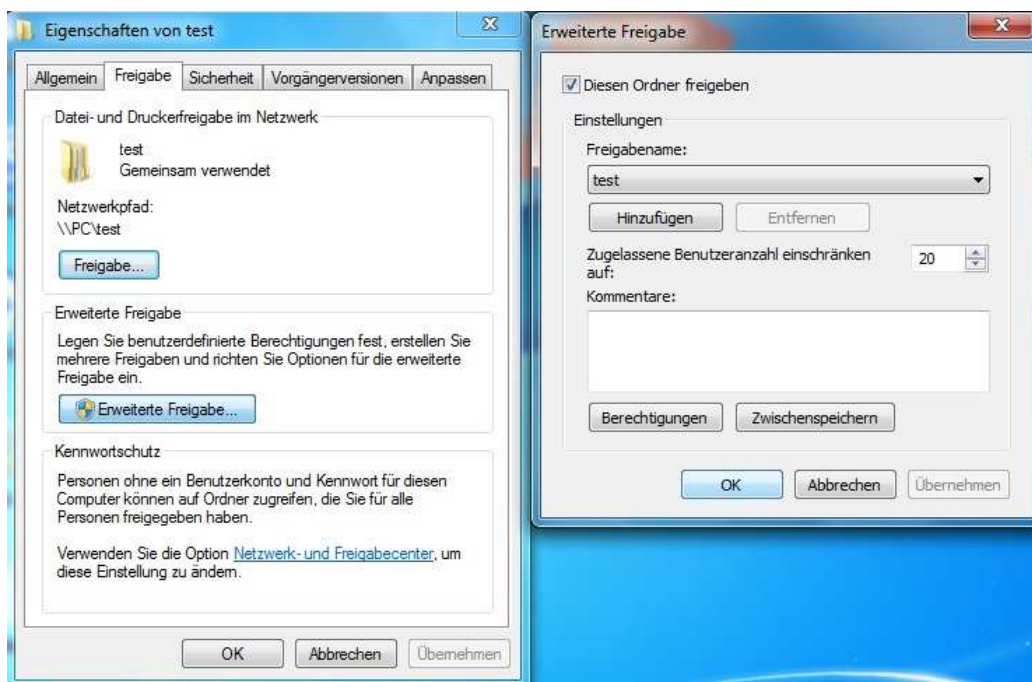 Eigenschaften von test
Allgemein Freigabe Sicherheit Vorgängerversionen Anpassen
Datei- und Druckerfreigabe im Netzwerk
test
Gemeinsam verwendet
Netzwerkpfad:
\\PC\test
Freigabe...
Erweiterte Freigabe
Legen Sie benutzerdefinierte Berechtigungen fest, erstellen Sie
mehrere Freigaben und richten Sie Optionen für die erweiterte
Freigabe ein.
Erweiterte Freigabe...
Kennwortschutz
Personen ohne ein Benutzerkonto und Kennwort für diesen
Computer können auf Ordner zugreifen, die Sie für alle
Personen freigegeben haben.
Verwenden Sie die Option Netzwerk- und Freigabecenter, um
diese Einstellung zu ändern.
OK Abbrechen Übernehmen
Erweiterte Freigabe
Diesen Ordner freigeben
Einstellungen
Freigabename:
test
Hinzufügen Entfernen
Zugelassene Benutzeranzahl einschränken
auf:
20
Kommentare:
Berechtigungen Zwischenspeichern
OK Abbrechen Übernehmen